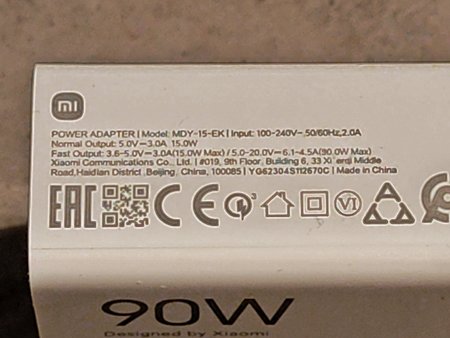 mi
POWER ADAPTER | Model: MDY-15-EK | Input: 100-240V~,50/60Hz,2.0A
Normal Output: 5.0V⎓3.0A,15.0W
Fast Output: 3.6-5.0V⎓3.0A(15.0W Max) / 5.0-20.0V⎓6.1-4.5A(90.0W Max)
Xiaomi Communications Co., Ltd. | #019, 9th Floor, Building 6, 33 Xi'erqi Middle
Road,Haidian District ,Beijing, China, 100085 | YG62304S112670C | Made in China
EAC CE VI
90W
Designed by Xiaomi